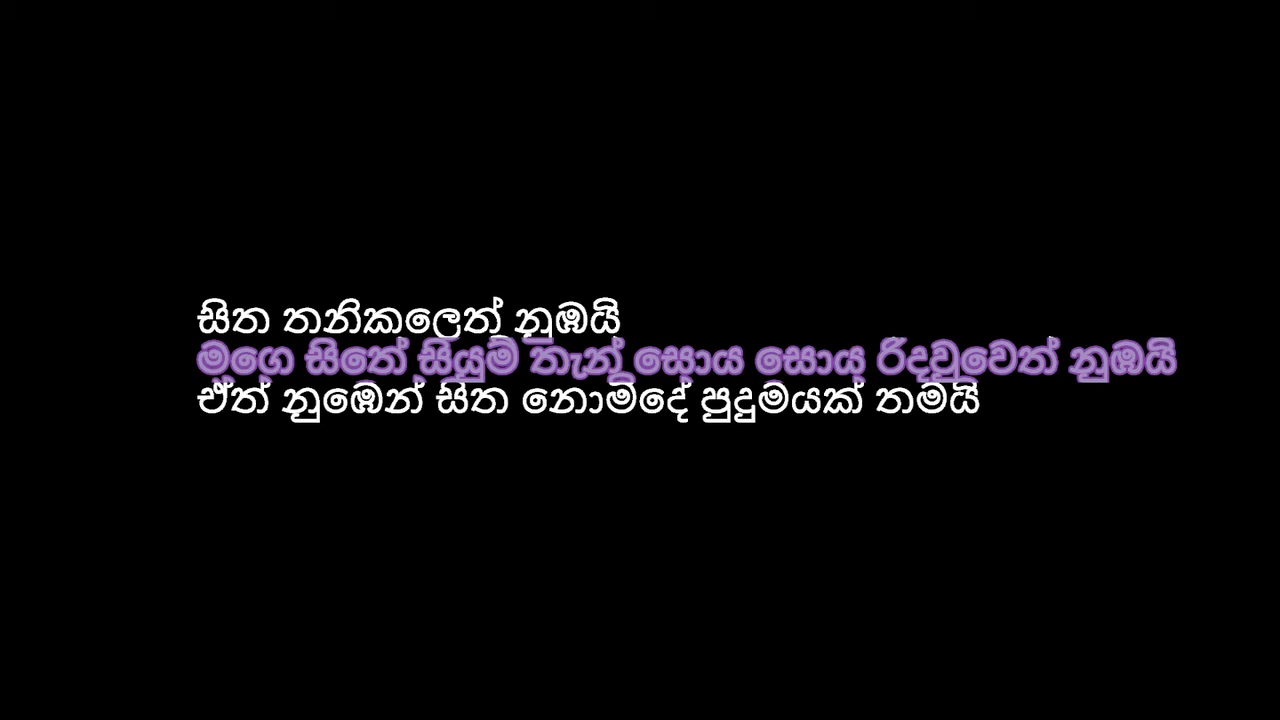 සිත තනිකලෙත් නුඹයි
මගෙ සිතේ සියුම් තැන් සොය සොය රිදවුවෙත් නුඹයි
ඒත් නුඹෙන් සිත නොමිදේ පුදුමයක් තමයි